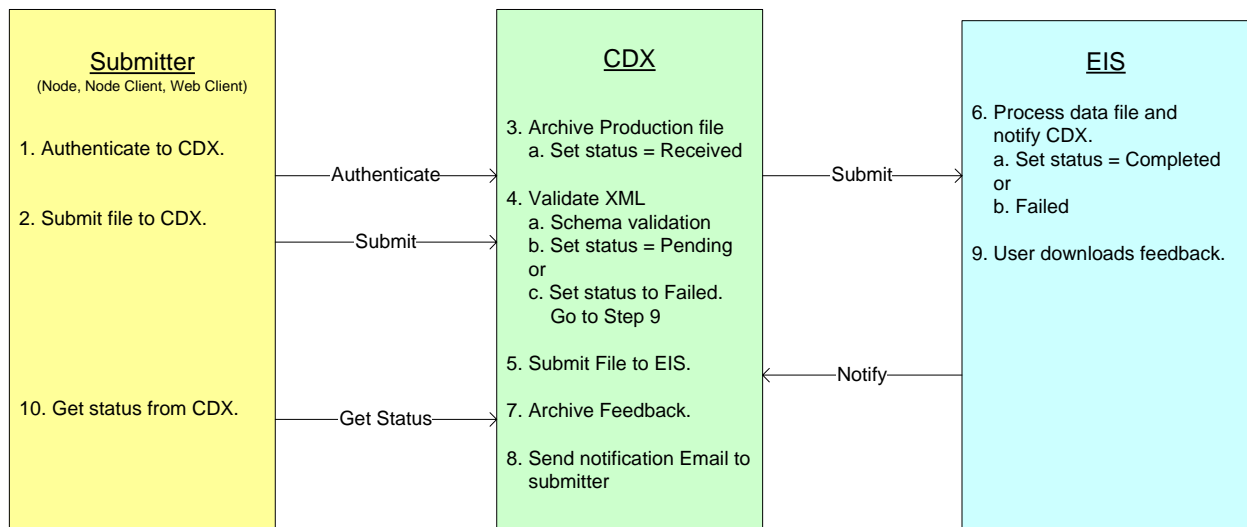 Submitter
(Node, Node Client, Web Client)
1. Authenticate to CDX.
2. Submit file to CDX.
10. Get status from CDX.
Authenticate
Submit
Get Status
CDX
3. Archive Production file
a. Set status = Received
4. Validate XML
a. Schema validation
b. Set status = Pending
or
c. Set status to Failed.
Go to Step 9
5. Submit File to EIS.
7. Archive Feedback.
8. Send notification Email to
submitter
Submit
Notify
EIS
6. Process data file and
notify CDX.
a. Set status = Completed
or
b. Failed
9. User downloads feedback.